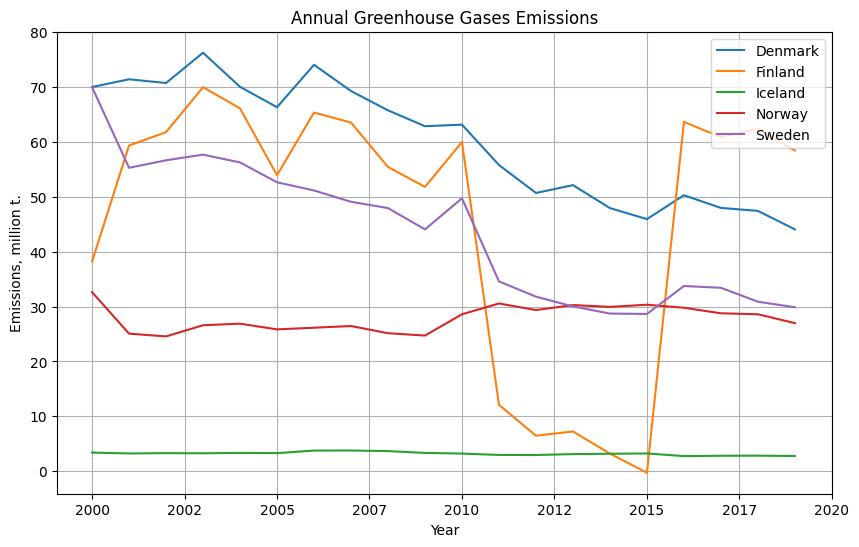 Annual Greenhouse Gases Emissions
80
70
60
50
40
30
20
10
0
Emissions, million t.
Denmark
Finland
Iceland
Norway
Sweden
2000 2002 2005 2007 2010 2012 2015 2017 2020
Year